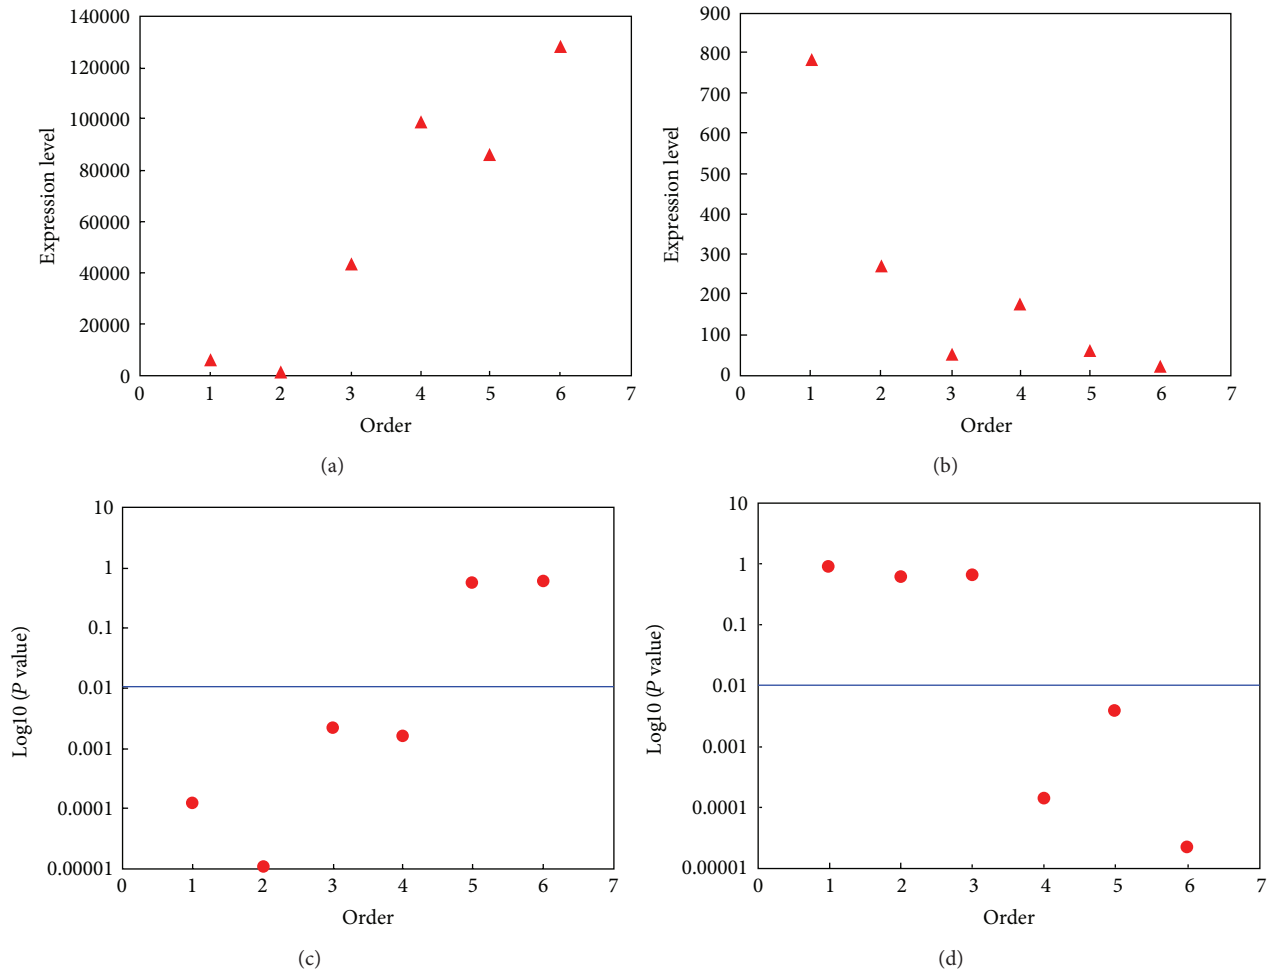 140000
120000
100000
80000
60000
40000
20000
0
Expression level
0 1 2 3 4 5 6 7
Order
(a)
900
800
700
600
500
400
300
200
100
0
Expression level
0 1 2 3 4 5 6 7
Order
(b)
10
1
0.1
0.01
0.001
0.0001
0.00001
Log10 (P value)
0 1 2 3 4 5 6 7
Order
(c)
10
1
0.1
0.01
0.001
0.0001
0.00001
Log10 (P value)
0 1 2 3 4 5 6 7
Order
(d)